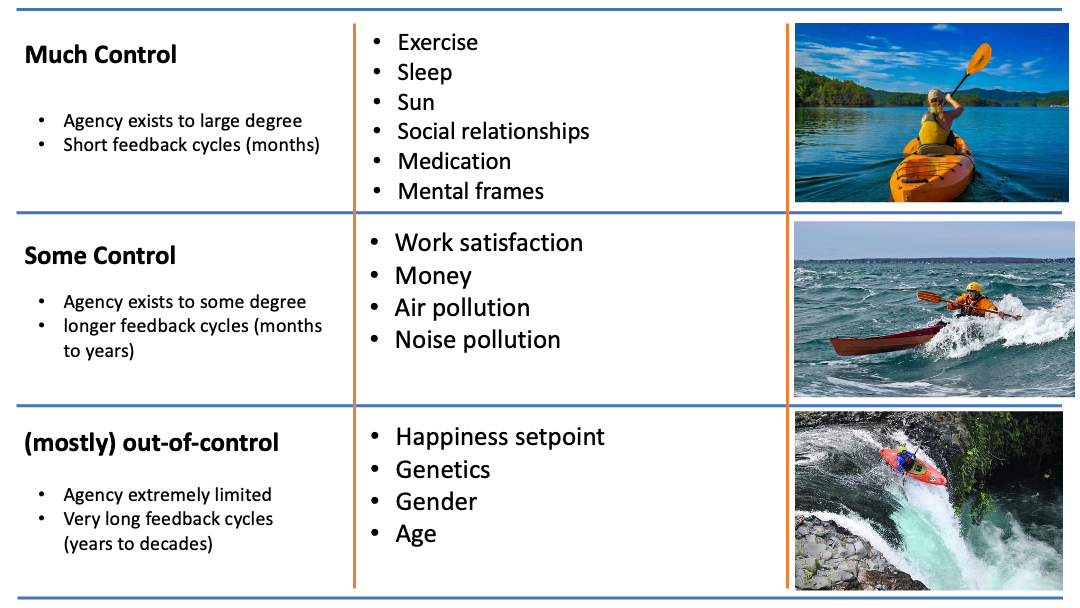 Much Control
• Agency exists to large degree
• Short feedback cycles (months)
• Exercise
• Sleep
• Sun
• Social relationships
• Medication
• Mental frames
Some Control
• Agency exists to some degree
• longer feedback cycles (months
to years)
• Work satisfaction
• Money
• Air pollution
• Noise pollution
(mostly) out-of-control
• Agency extremely limited
• Very long feedback cycles
(years to decades)
• Happiness setpoint
• Genetics
• Gender
• Age